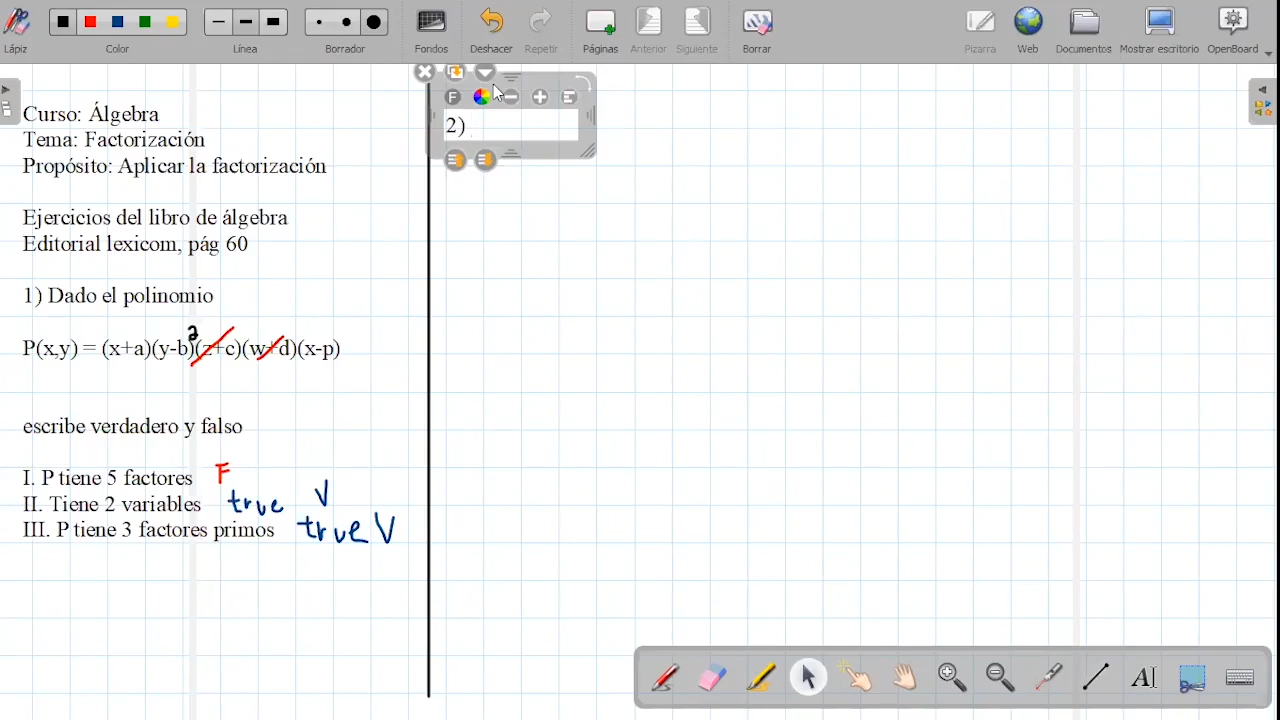 Lápiz Color Línea Borrador Fondos Deshacer Repetir Páginas Anterior Siguiente Borrar Pizarra Web Documentos Mostrar escritorio OpenBoard
Curso: Álgebra
Tema: Factorización
Propósito: Aplicar la factorización
Ejercicios del libro de álgebra
Editorial lexicom, pág 60
1) Dado el polinomio
P(x,y) = (x+a)(y-b)²(z+c)(w+d)(x-p)
escribe verdadero y falso
I. P tiene 5 factores F
II. Tiene 2 variables true V
III. P tiene 3 factores primos true V
F
2)
AI